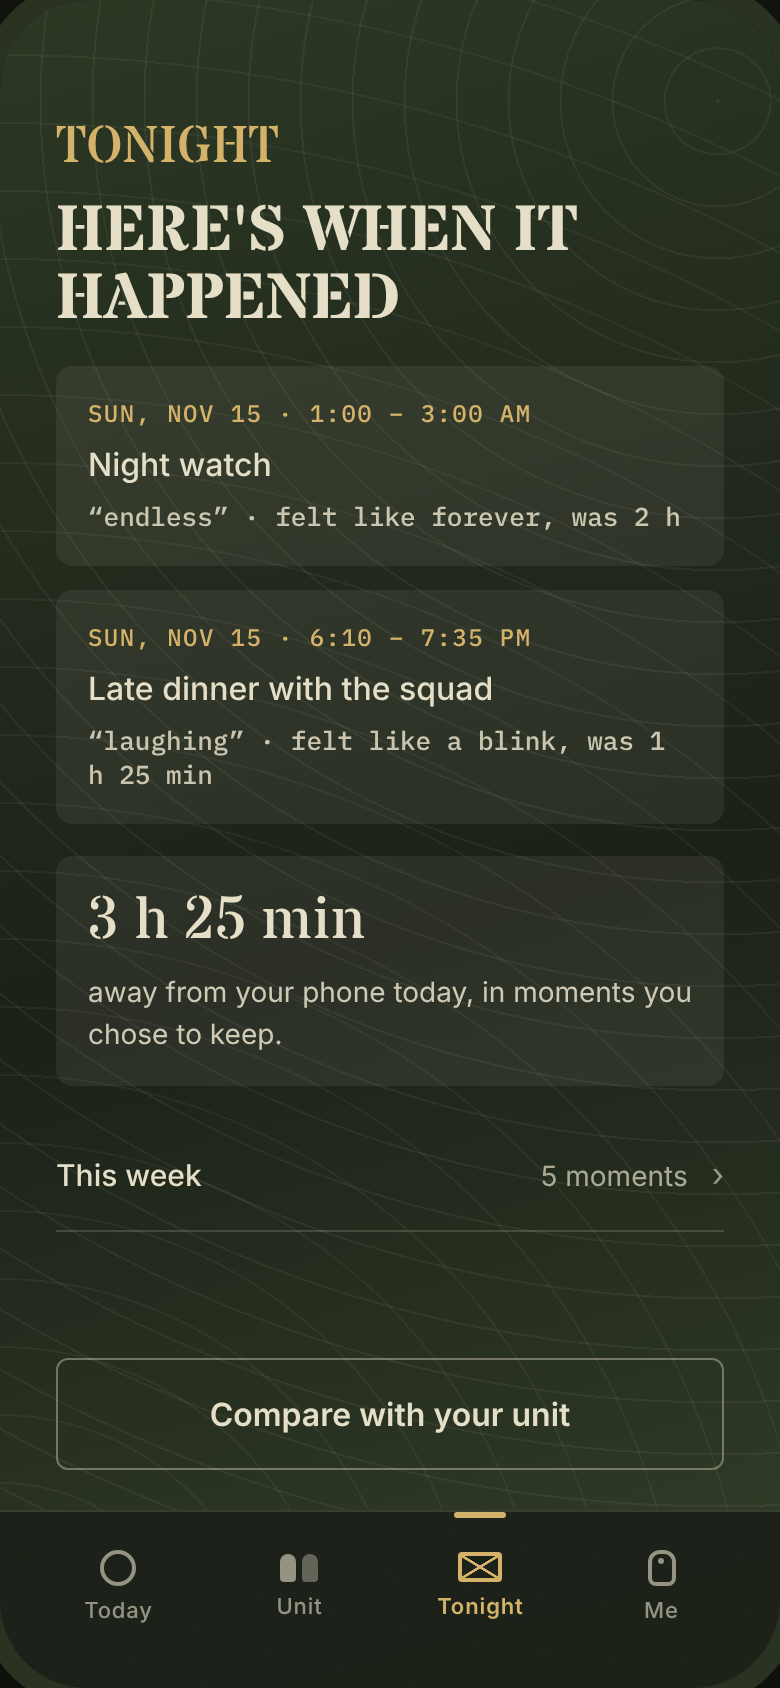 TONIGHT
HERE'S WHEN IT
HAPPENED
SUN, NOV 15 · 1:00 – 3:00 AM
Night watch
“endless” · felt like forever, was 2 h
SUN, NOV 15 · 6:10 – 7:35 PM
Late dinner with the squad
“laughing” · felt like a blink, was 1
h 25 min
3 h 25 min
away from your phone today, in moments you
chose to keep.
This week 5 moments ›
Compare with your unit
Today Unit Tonight Me